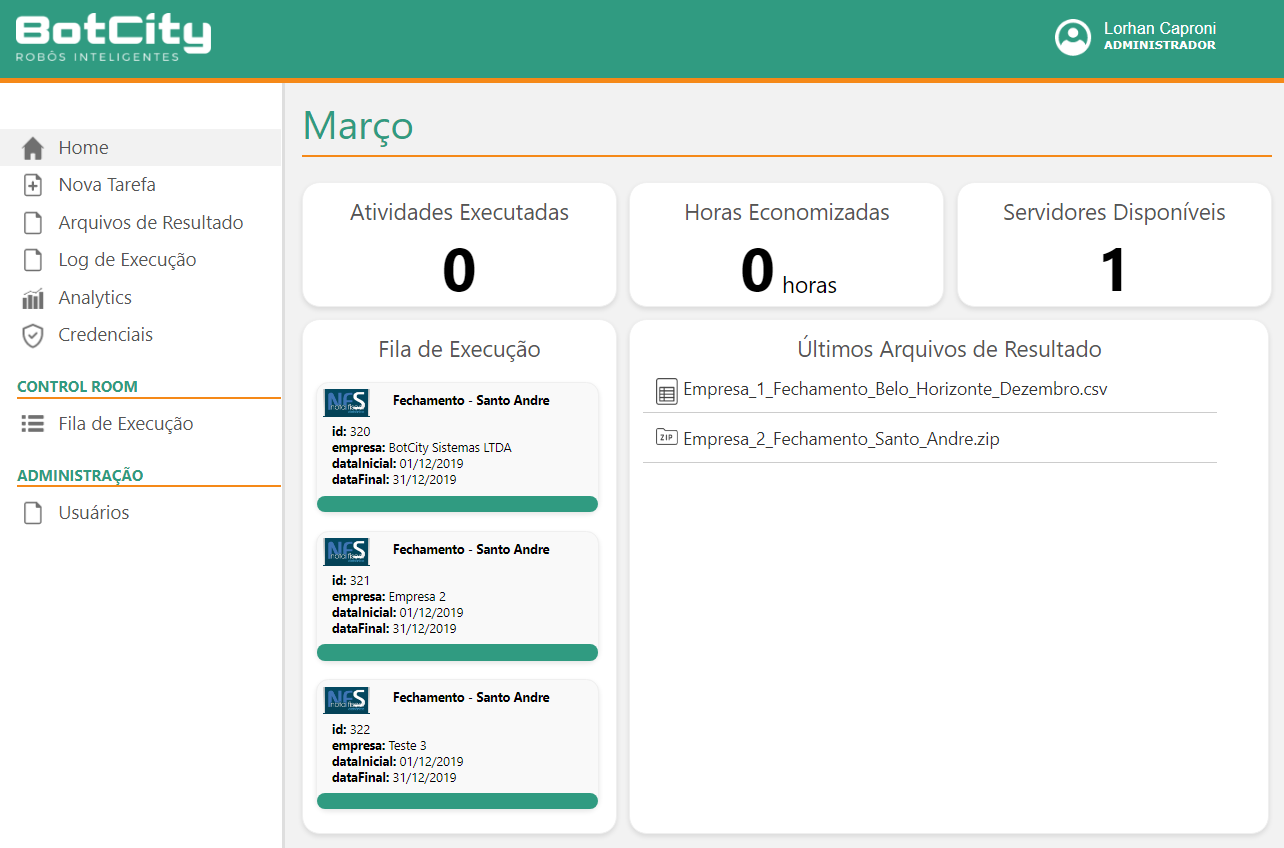 BotCity
ROBÔS INTELIGENTES
Lorhan Caproni
ADMINISTRADOR
Home
Nova Tarefa
Arquivos de Resultado
Log de Execução
Analytics
Credenciais
CONTROL ROOM
Fila de Execução
ADMINISTRAÇÃO
Usuários
Março
Atividades Executadas
0
Horas Economizadas
0 horas
Servidores Disponíveis
1
Fila de Execução
NFS
Fechamento - Santo Andre
id: 320
empresa: BotCity Sistemas LTDA
dataInicial: 01/12/2019
dataFinal: 31/12/2019
NFS
Fechamento - Santo Andre
id: 321
empresa: Empresa 2
dataInicial: 01/12/2019
dataFinal: 31/12/2019
NFS
Fechamento - Santo Andre
id: 322
empresa: Teste 3
dataInicial: 01/12/2019
dataFinal: 31/12/2019
Últimos Arquivos de Resultado
Empresa_1_Fechamento_Belo_Horizonte_Dezembro.csv
ZIP Empresa_2_Fechamento_Santo_Andre.zip